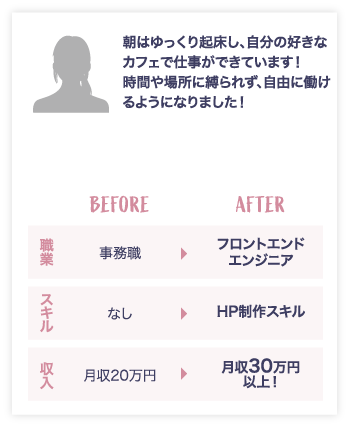 朝はゆっくり起床し、自分の好きな
カフェで仕事ができています！
時間や場所に縛られず、自由に働け
るようになりました！
BEFORE
AFTER
職業
事務職
フロントエンド
エンジニア
スキル
なし
HP制作スキル
収入
月収20万円
月収30万円
以上！